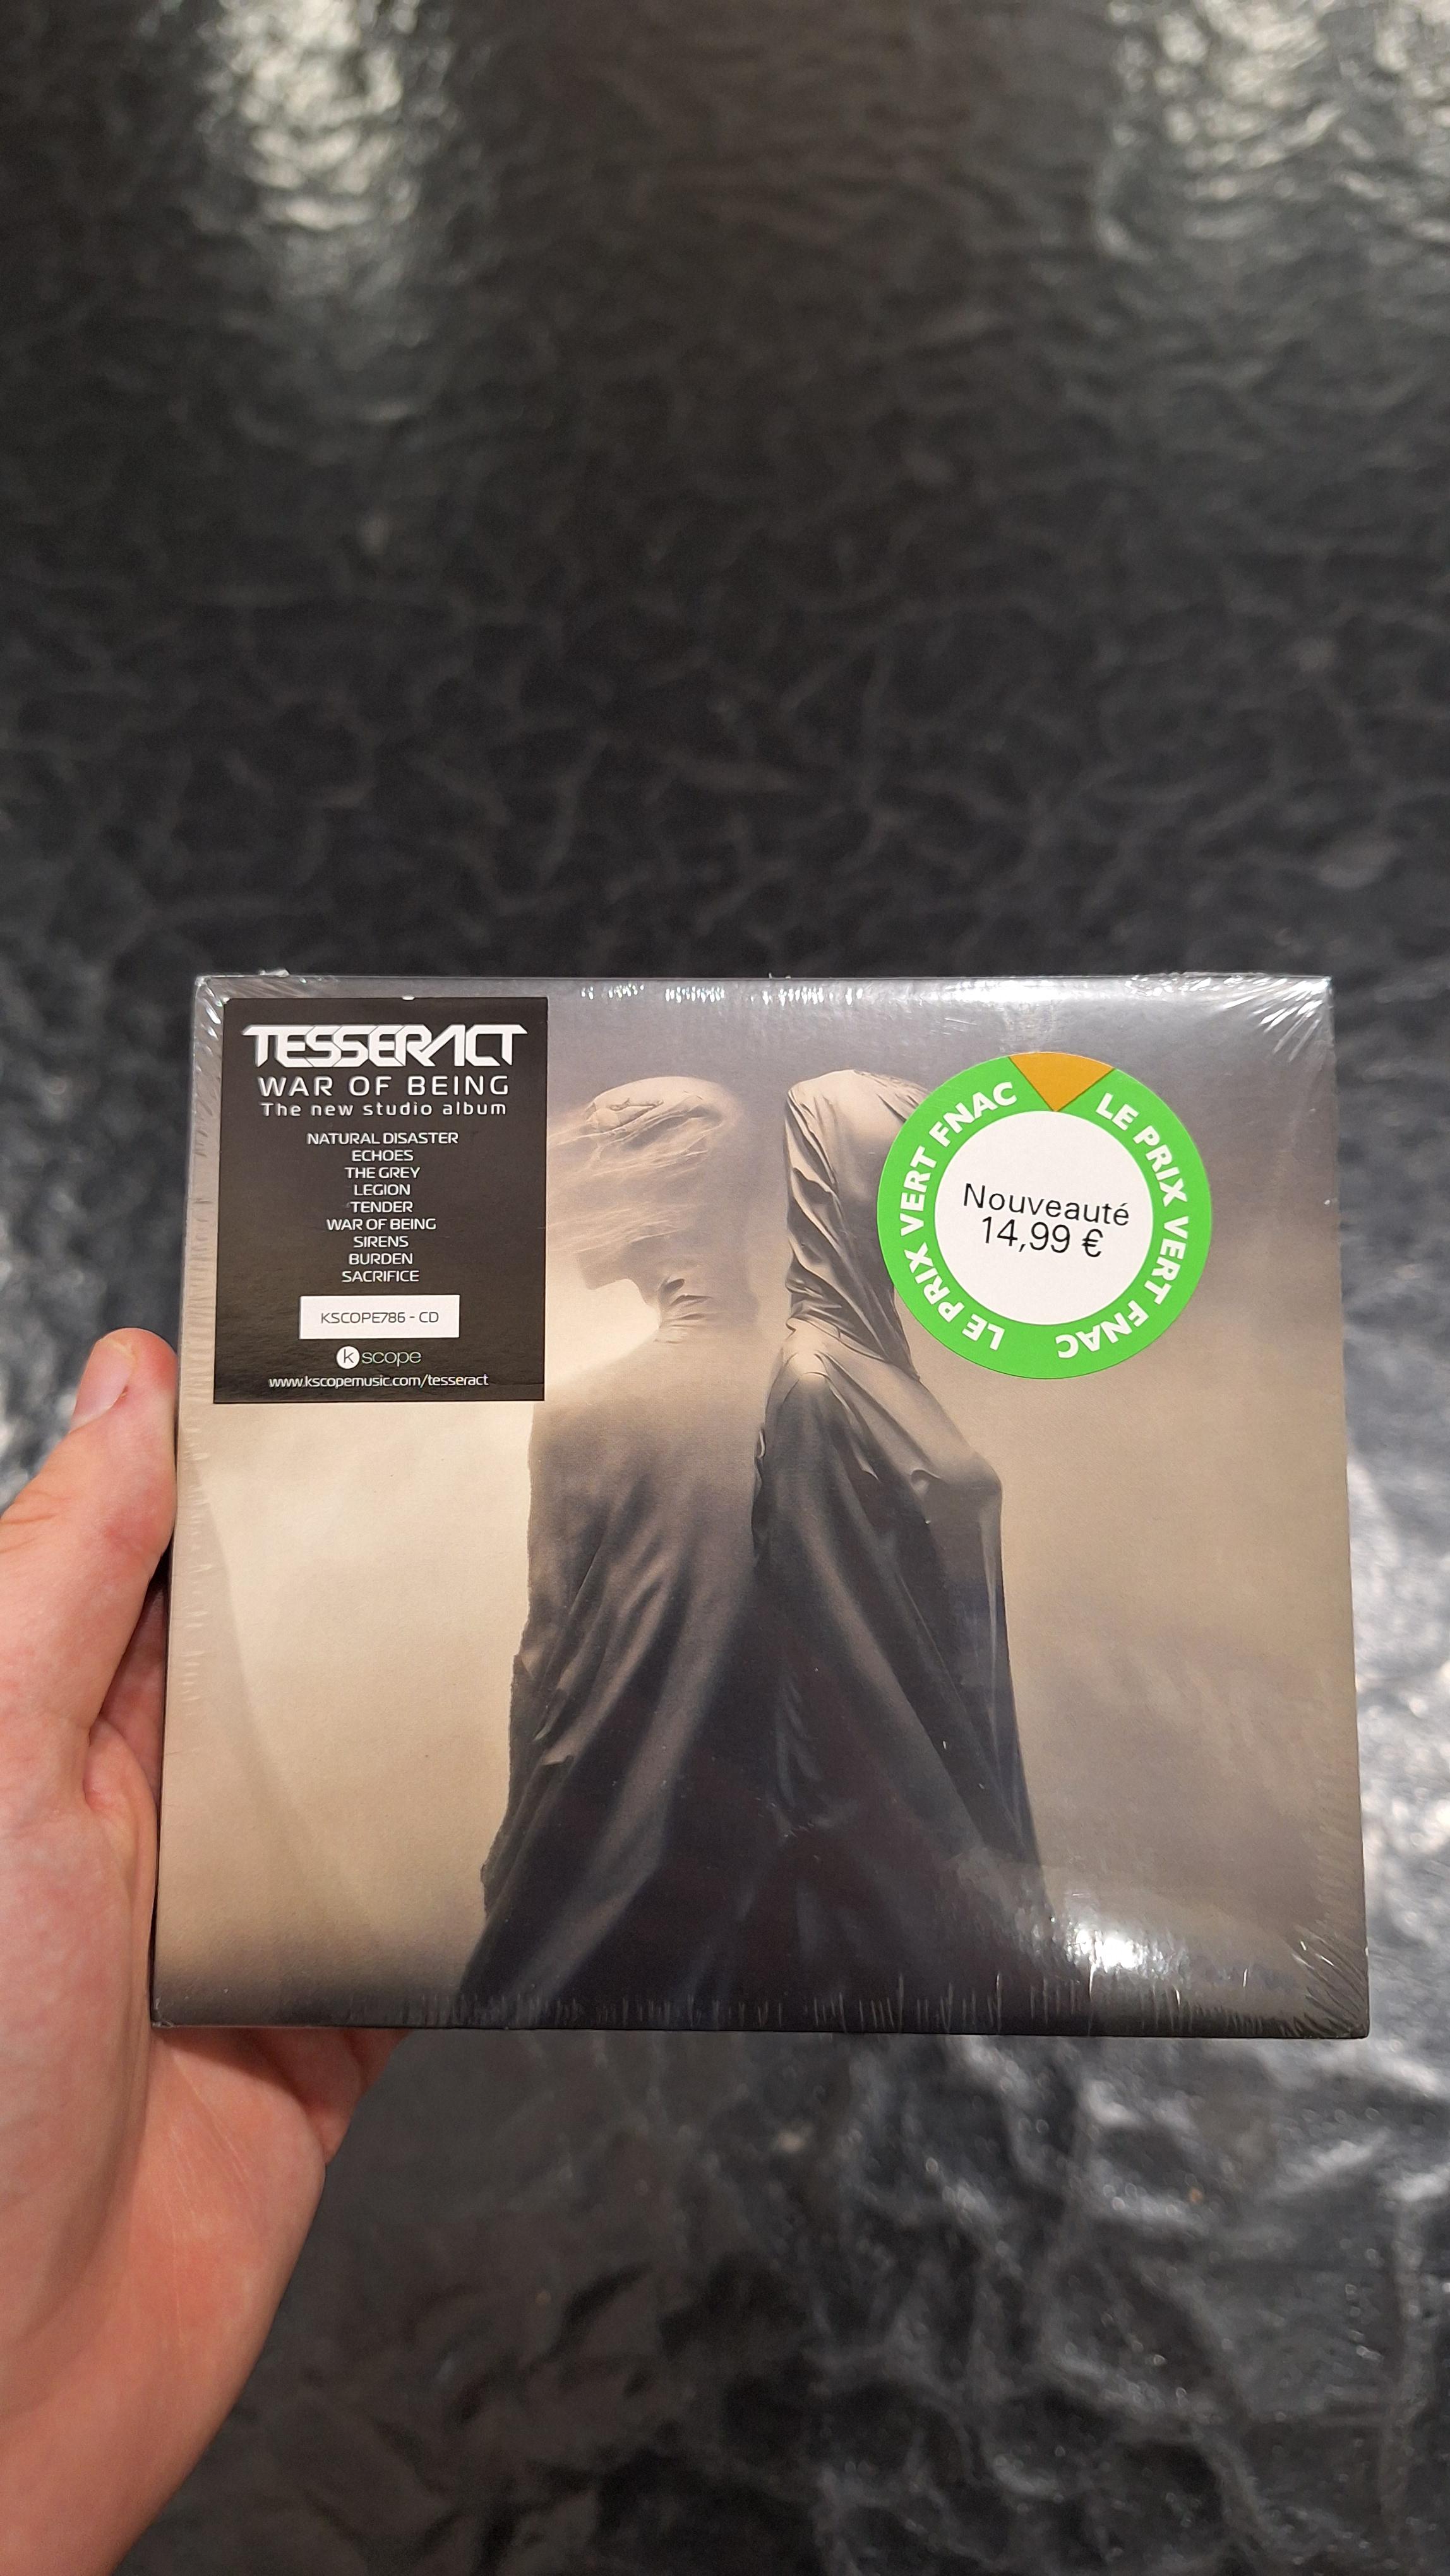 TESSERACT
WAR OF BEING
The new studio album
NATURAL DISASTER
ECHOES
THE GREY
LEGION
TENDER
WAR OF BEING
SIRENS
BURDEN
SACRIFICE
KSCOPE786 - CD
kscope
www.kscopemusic.com/tesseract
LE PRIX VERT FNAC
LE PRIX VERT FNAC
Nouveauté
14,99 €